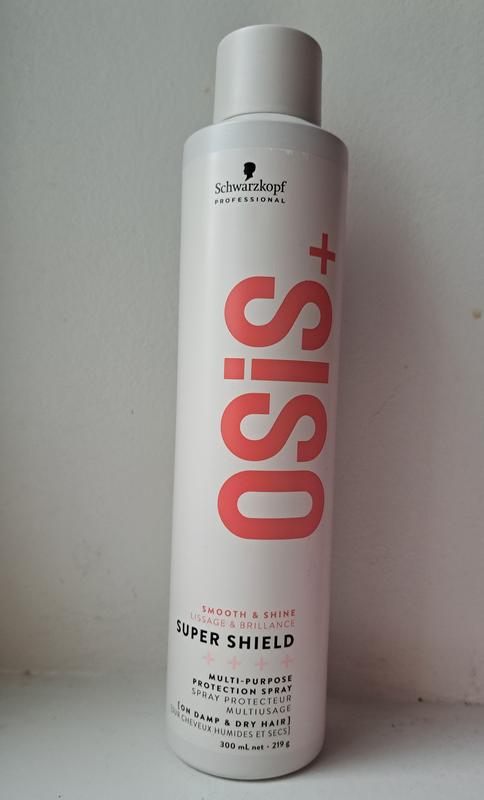 Schwarzkopf
PROFESSIONAL
OSiS+
SMOOTH & SHINE
LISSAGE & BRILLANCE
SUPER SHIELD
++++
MULTI-PURPOSE
PROTECTION SPRAY
SPRAY PROTECTEUR
MULTIUSAGE
[ON DAMP & DRY HAIR]
[SUR CHEVEUX HUMIDES ET SECS]
300 mL net - 219 g